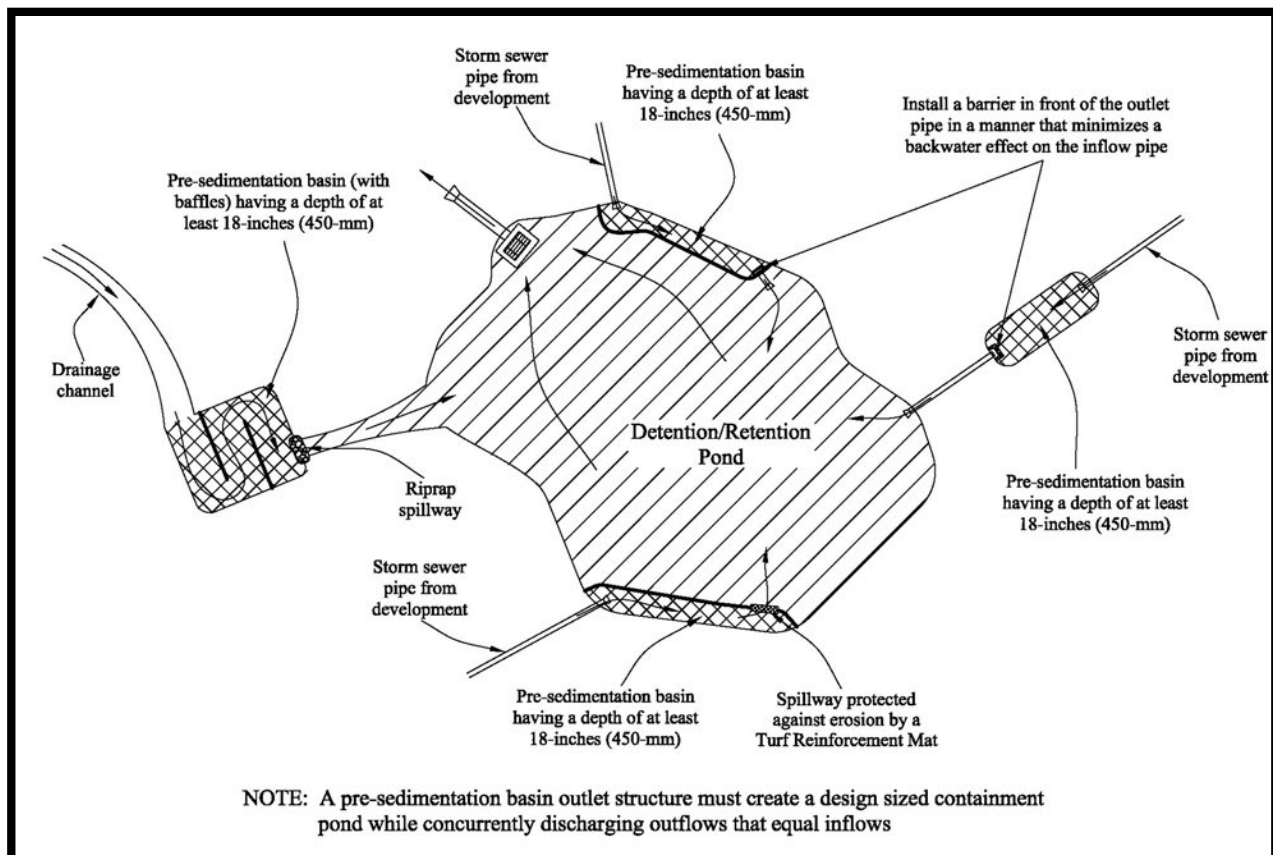 Storm sewer
pipe from
development
Pre-sedimentation basin
having a depth of at least
18-inches (450-mm)
Install a barrier in front of the outlet
pipe in a manner that minimizes a
backwater effect on the inflow pipe
Pre-sedimentation basin (with
baffles) having a depth of at
least 18-inches (450-mm)
Drainage
channel
Storm sewer
pipe from
development
Detention/Retention
Pond
Riprap
spillway
Pre-sedimentation basin
having a depth of at least
18-inches (450-mm)
Storm sewer
pipe from
development
Pre-sedimentation basin
having a depth of at least
18-inches (450-mm)
Spillway protected
against erosion by a
Turf Reinforcement Mat
NOTE: A pre-sedimentation basin outlet structure must create a design sized containment
pond while concurrently discharging outflows that equal inflows